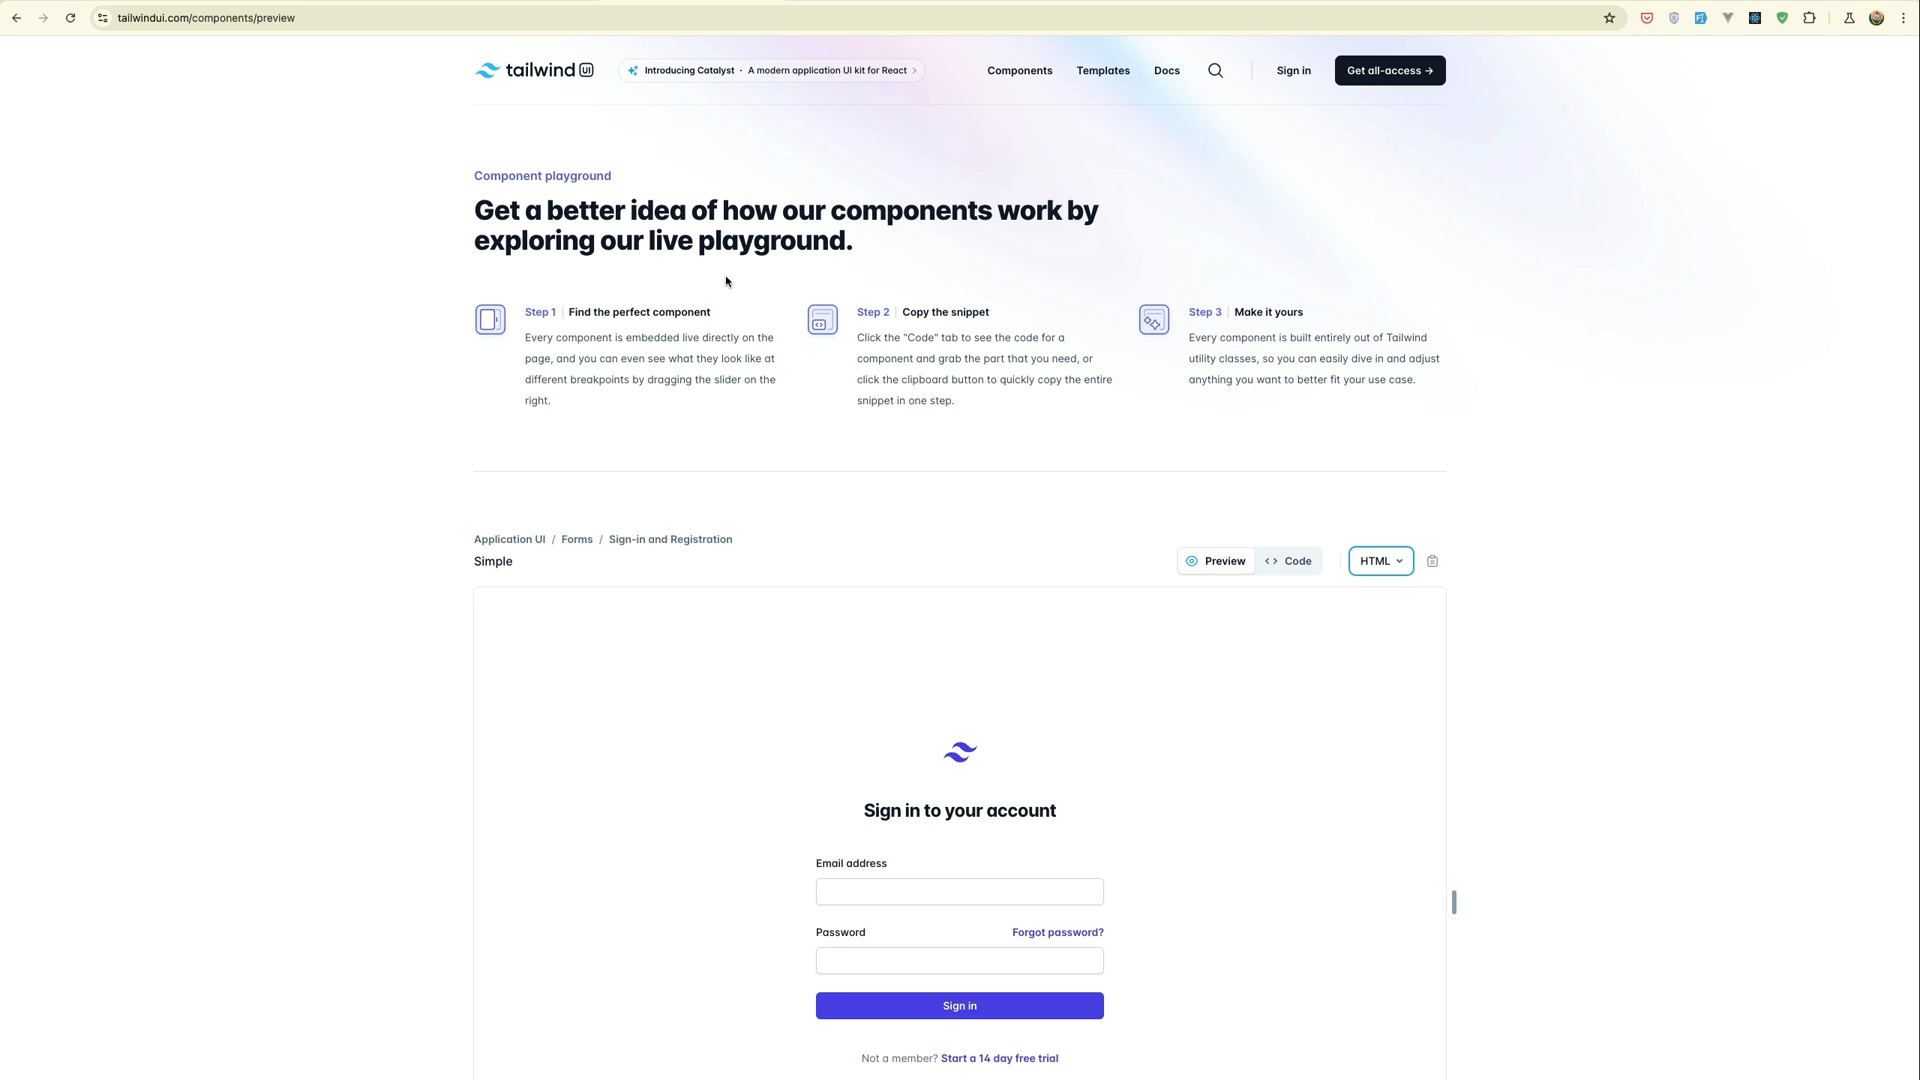 tailwindui.com/components/preview
tailwind UI
Introducing Catalyst · A modern application UI kit for React
Components
Templates
Docs
Sign in
Get all-access →
Component playground
Get a better idea of how our components work by
exploring our live playground.
Step 1 Find the perfect component
Every component is embedded live directly on the
page, and you can even see what they look like at
different breakpoints by dragging the slider on the
right.
Step 2 Copy the snippet
Click the "Code" tab to see the code for a
component and grab the part that you need, or
click the clipboard button to quickly copy the entire
snippet in one step.
Step 3 Make it yours
Every component is built entirely out of Tailwind
utility classes, so you can easily dive in and adjust
anything you want to better fit your use case.
Application UI / Forms / Sign-in and Registration
Simple
Preview
Code
HTML
Sign in to your account
Email address
Password
Forgot password?
Sign in
Not a member? Start a 14 day free trial